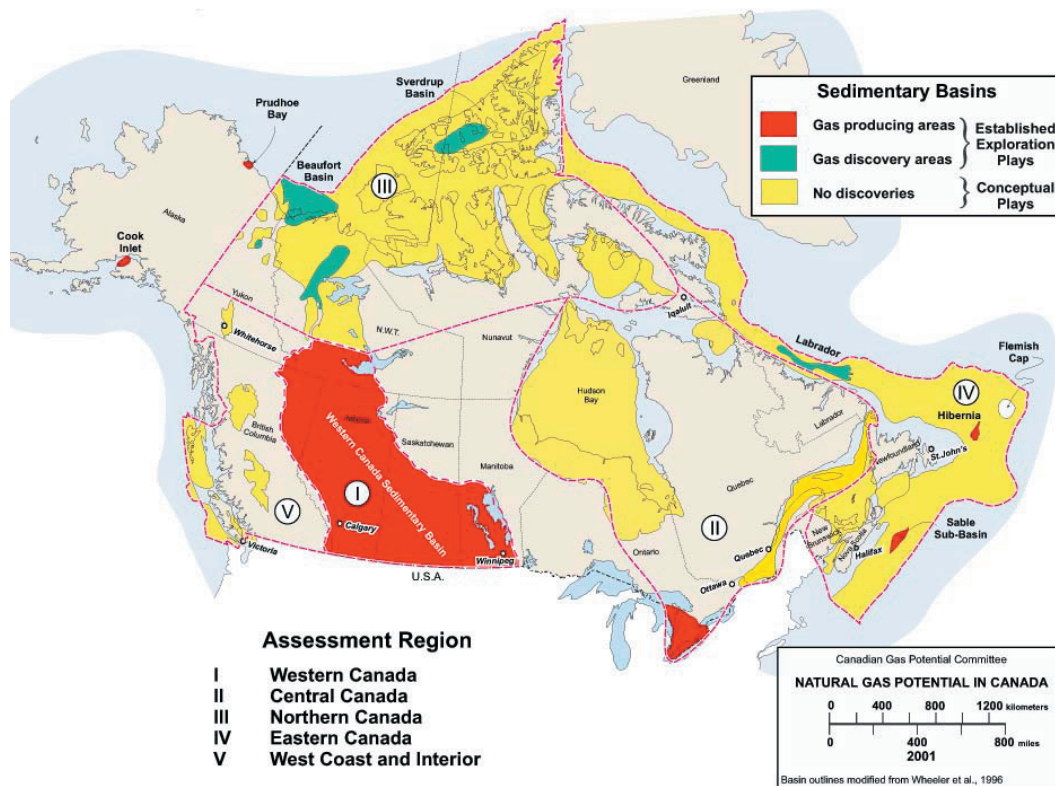 Sverdrup
Basin
Greenland
Prudhoe
Bay
Beaufort
Basin
III
Alaska
Cook
Inlet
Yukon
Whitehorse
N.W.T.
Nunavut
Iqaluit
Labrador
Flemish
Cap
IV
Hibernia
Hudson
Bay
British
Columbia
Saskatchewan
Manitoba
Labrador
Newfoundland
St.John's
Western Canada Sedimentary Basin
I
V
Quebec
II
Calgary
Victoria
Winnipeg
Ontario
Quebec
Ottawa
New
Brunswick
Nova Scotia
Halifax
Sable
Sub-Basin
U.S.A.
Sedimentary Basins
Gas producing areas
Gas discovery areas
Established
Exploration
Plays
No discoveries
Conceptual
Plays
Assessment Region
I Western Canada
II Central Canada
III Northern Canada
IV Eastern Canada
V West Coast and Interior
Canadian Gas Potential Committee
NATURAL GAS POTENTIAL IN CANADA
0 400 800 1200 kilometers
0 400 800 miles
2001
Basin outlines modified from Wheeler et al., 1996